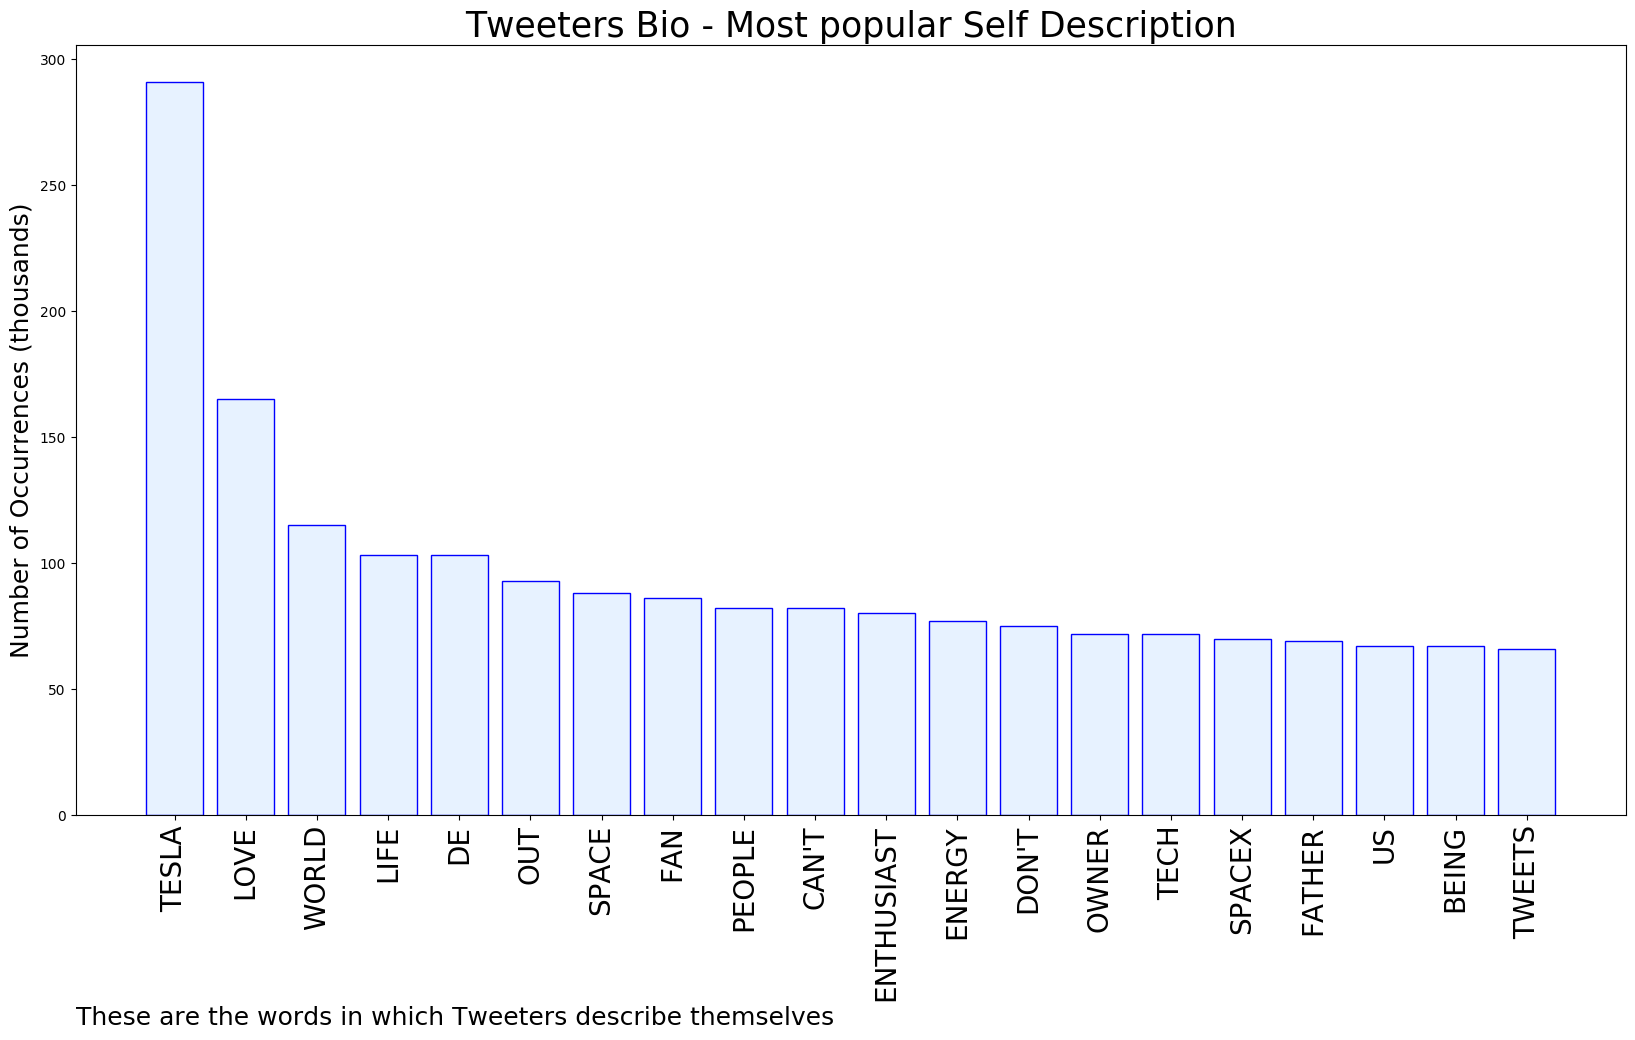 Tweeters Bio - Most popular Self Description
Number of Occurrences (thousands)
300
250
200
150
100
50
0
TESLA
LOVE
WORLD
LIFE
DE
OUT
SPACE
FAN
PEOPLE
CAN'T
ENTHUSIAST
ENERGY
DON'T
OWNER
TECH
SPACEX
FATHER
US
BEING
TWEETS
These are the words in which Tweeters describe themselves